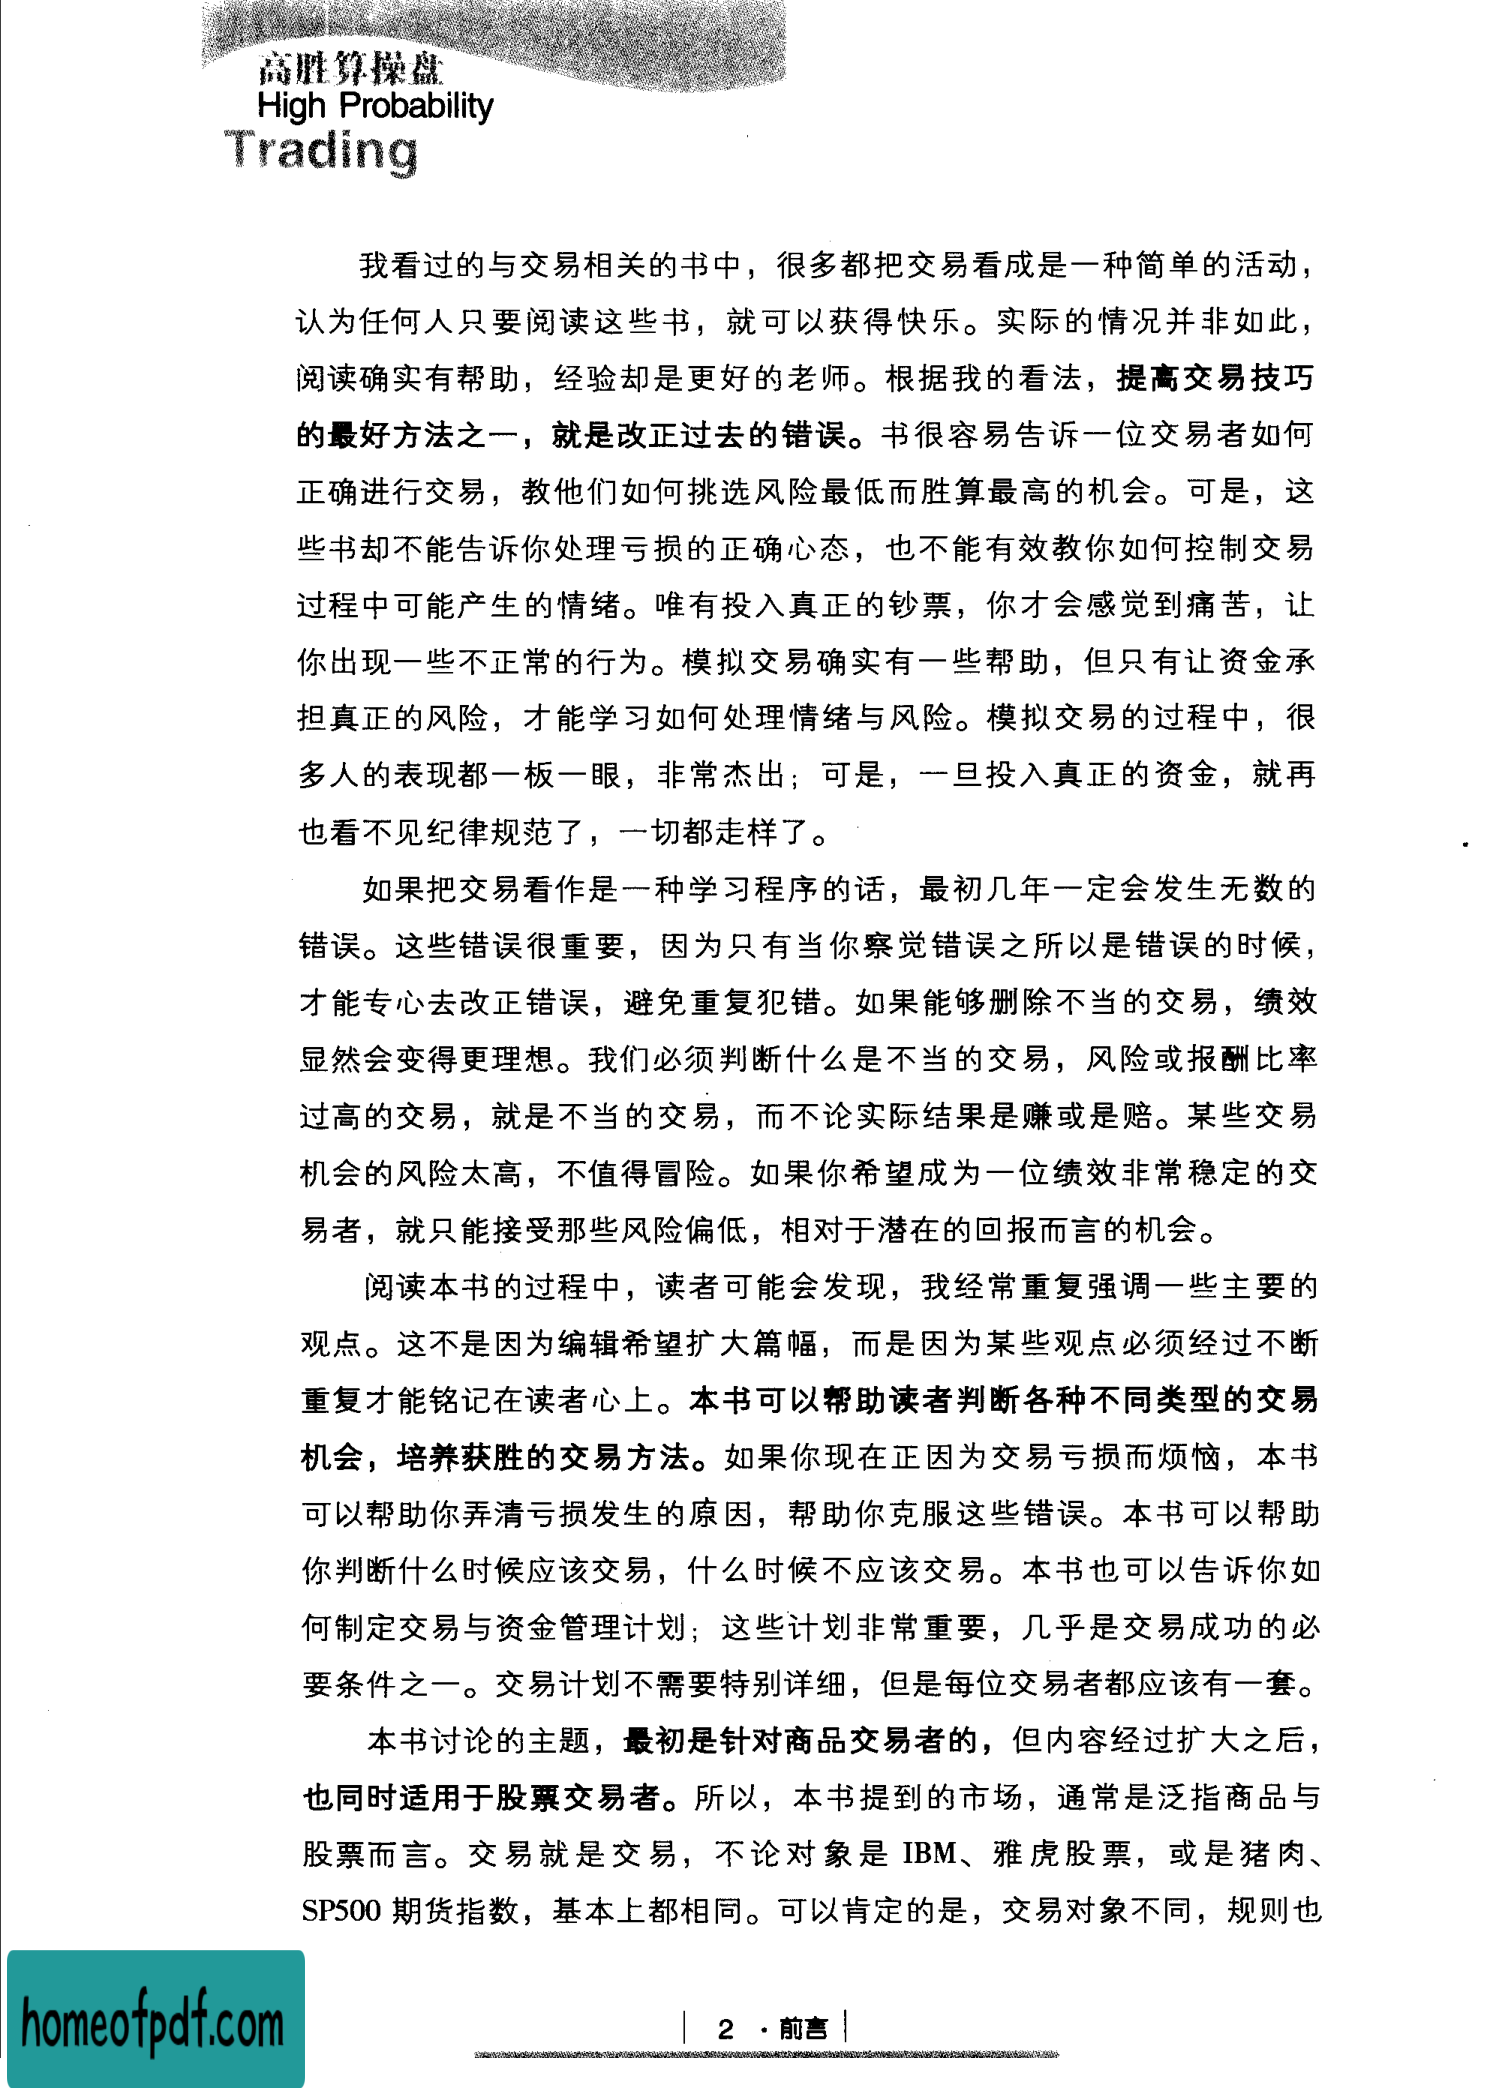 高胜算操盘
High Probability
Trading
我看过的与交易相关的书中，很多都把交易看成是一种简单的活动，
认为任何人只要阅读这些书，就可以获得快乐。实际的情况并非如此，
阅读确实有帮助，经验却是更好的老师。根据我的看法，提高交易技巧
的最好方法之一，就是改正过去的错误。书很容易告诉一位交易者如何
正确进行交易，教他们如何挑选风险最低而胜算最高的机会。可是，这
些书却不能告诉你处理亏损的正确心态，也不能有效教你如何控制交易
过程中可能产生的情绪。唯有投入真正的钞票，你才会感觉到痛苦，让
你出现一些不正常的行为。模拟交易确实有一些帮助，但只有让资金承
担真正的风险，才能学习如何处理情绪与风险。模拟交易的过程中，很
多人的表现都一板一眼，非常杰出；可是，一旦投入真正的资金，就再
也看不见纪律规范了，一切都走样了。
如果把交易看作是一种学习程序的话，最初几年一定会发生无数的
错误。这些错误很重要，因为只有当你察觉错误之所以是错误的时候，
才能专心去改正错误，避免重复犯错。如果能够删除不当的交易，绩效
显然会变得更理想。我们必须判断什么是不当的交易，风险或报酬比率
过高的交易，就是不当的交易，而不论实际结果是赚或是赔。某些交易
机会的风险太高，不值得冒险。如果你希望成为一位绩效非常稳定的交
易者，就只能接受那些风险偏低，相对于潜在的回报而言的机会。
阅读本书的过程中，读者可能会发现，我经常重复强调一些主要的
观点。这不是因为编辑希望扩大篇幅，而是因为某些观点必须经过不断
重复才能铭记在读者心上。本书可以帮助读者判断各种不同类型的交易
机会，培养获胜的交易方法。如果你现在正因为交易亏损而烦恼，本书
可以帮助你弄清亏损发生的原因，帮助你克服这些错误。本书可以帮助
你判断什么时候应该交易，什么时候不应该交易。本书也可以告诉你如
何制定交易与资金管理计划；这些计划非常重要，几乎是交易成功的必
要条件之一。交易计划不需要特别详细，但是每位交易者都应该有一套。
本书讨论的主题，最初是针对商品交易者的，但内容经过扩大之后，
也同时适用于股票交易者。所以，本书提到的市场，通常是泛指商品与
股票而言。交易就是交易，不论对象是 IBM、雅虎股票，或是猪肉、
SP500 期货指数，基本上都相同。可以肯定的是，交易对象不同，规则也
2 · 前言
homeofpdf.com